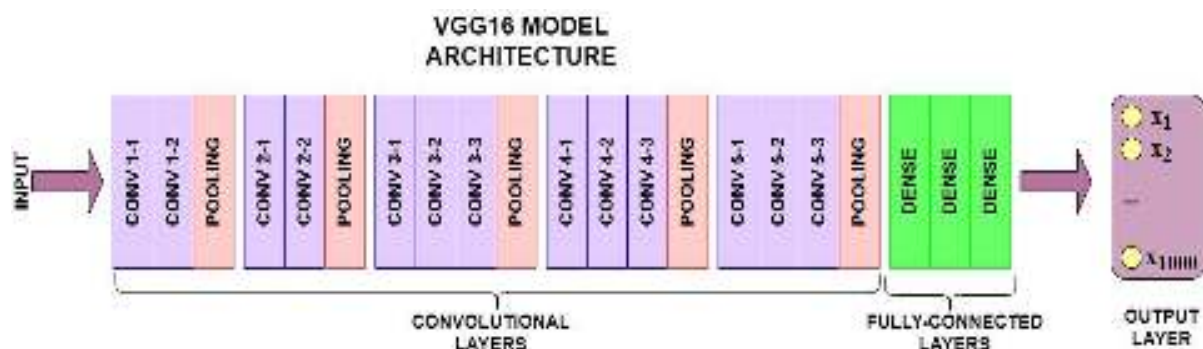 VGG16 MODEL
ARCHITECTURE
INPUT
CONV 1-1
CONV 1-2
POOLING
CONV 2-1
CONV 2-2
POOLING
CONV 3-1
CONV 3-2
CONV 3-3
POOLING
CONV 4-1
CONV 4-2
CONV 4-3
POOLING
CONV 5-1
CONV 5-2
CONV 5-3
POOLING
DENSE
DENSE
DENSE
x1
x2
CONVOLUTIONAL
LAYERS
FULLY-CONNECTED
LAYERS
OUTPUT
LAYER